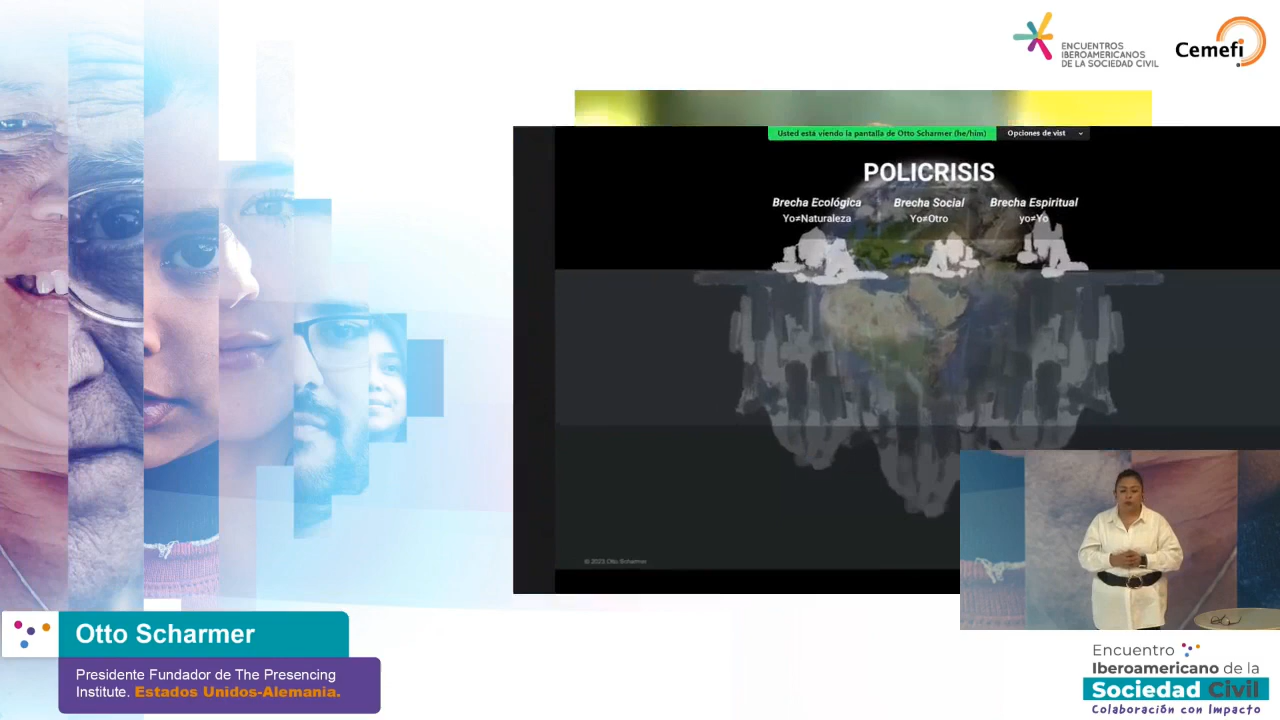 ENCUENTROS
IBEROAMERICANOS
DE LA SOCIEDAD CIVIL
Cemefi
Usted está viendo la pantalla de Otto Scharmer (he/him)
Opciones de vist
POLICRISIS
Brecha Ecológica
Yo≠Naturaleza
Brecha Social
Yo≠Otro
Brecha Espiritual
yo≠Yo
© 2023 Otto Scharmer
Otto Scharmer
Presidente Fundador de The Presencing
Institute. Estados Unidos-Alemania.
Encuentro
Iberoamericano de la
Sociedad Civil
Colaboración con Impacto